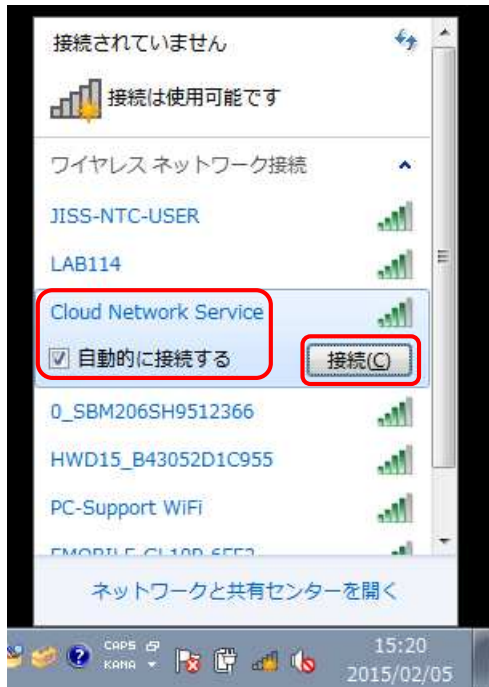 接続されていません
接続は使用可能です
ワイヤレス ネットワーク接続
JISS-NTC-USER
LAB114
Cloud Network Service
自動的に接続する
接続(C)
0_SBM206SH9512366
HWD15_B43052D1C955
PC-Support WiFi
ネットワークと共有センターを開く
CAPS
KANA
15:20
2015/02/05